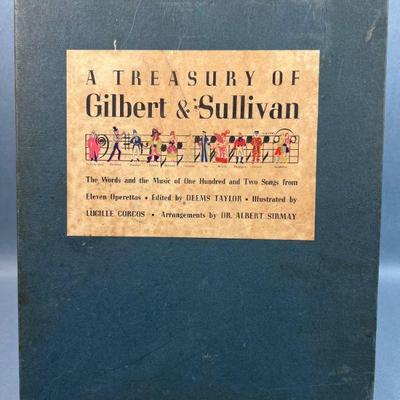 A TREASURY OF
Gilbert & Sullivan
The Words and the Music of One Hundred and Two Songs from
Eleven Operettas • Edited by DEEMS TAYLOR • Illustrated by
LUCILLE CORCOS • Arrangements by DR. ALBERT SIRMAY